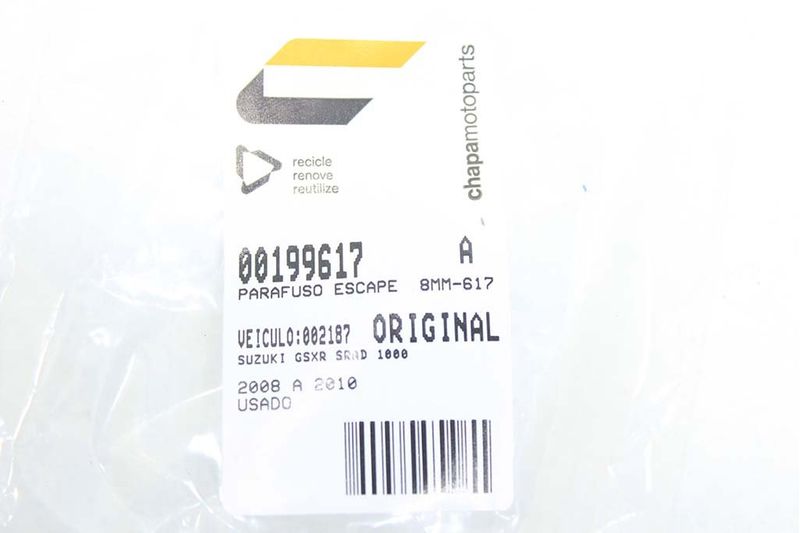 chapamotoparts
recicle
renove
reutilize
00199617 A
PARAFUSO ESCAPE 8MM-617
VEICULO:002187 ORIGINAL
SUZUKI GSXR SRAD 1000
2008 A 2010
USADO